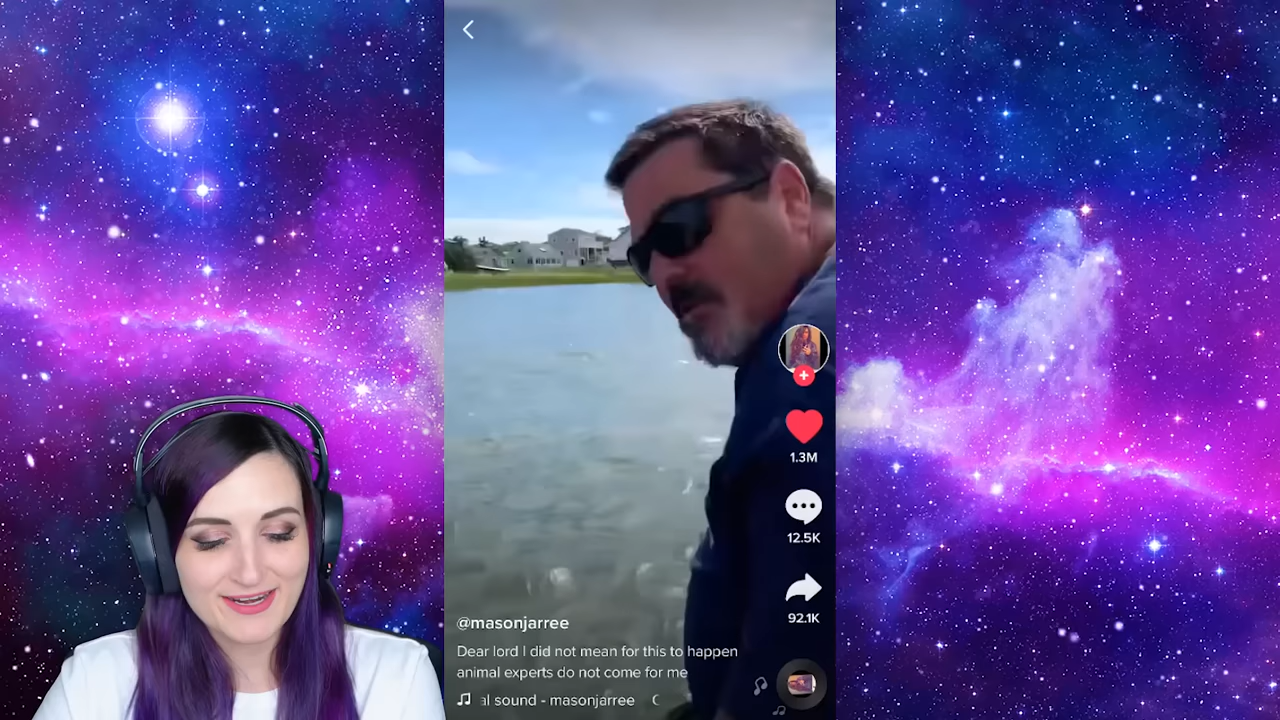 1.3M
12.5K
92.1K
@masonjarree
Dear lord I did not mean for this to happen
animal experts do not come for me
al sound - masonjarree